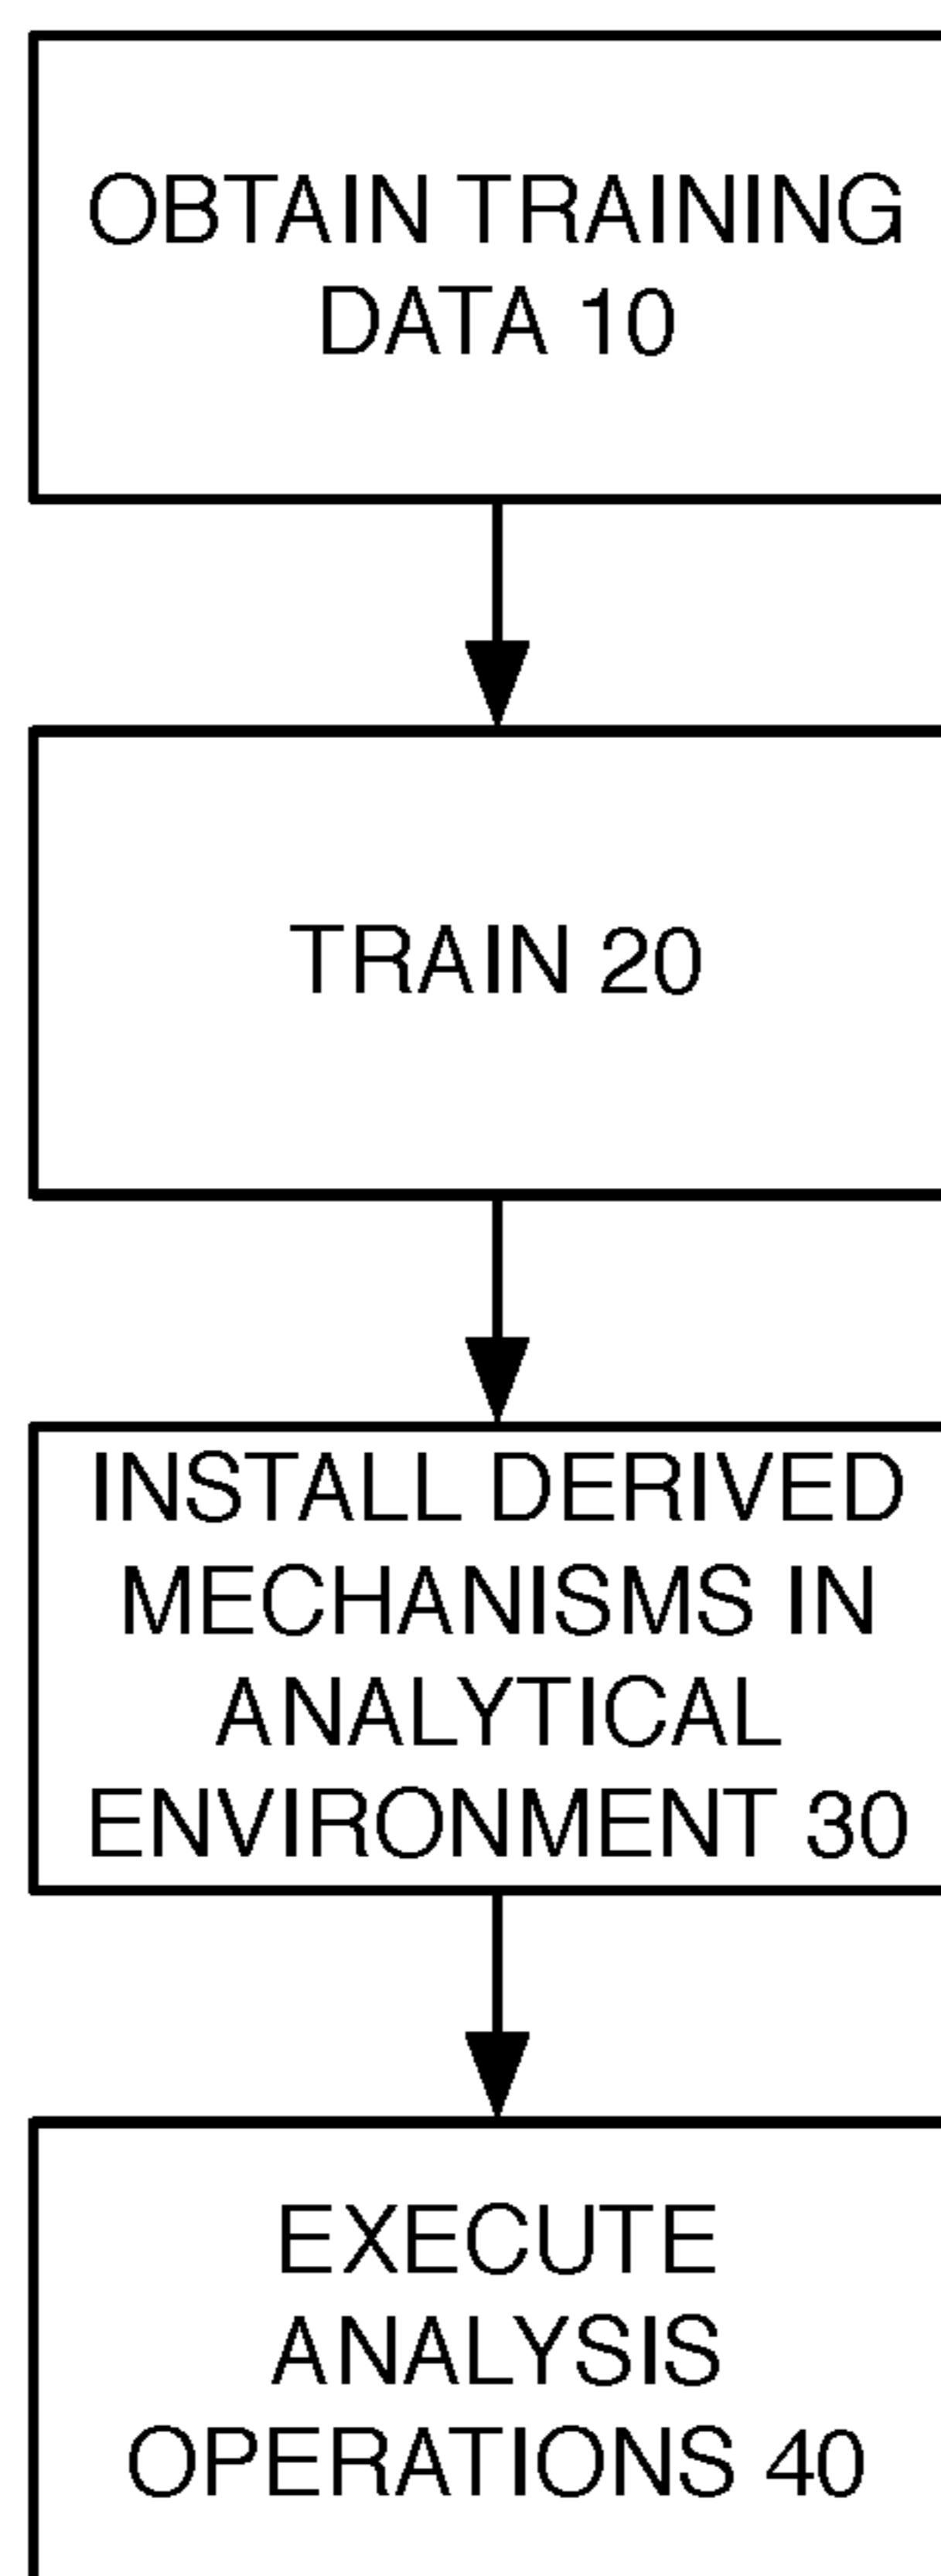 OBTAIN TRAINING
DATA 10
TRAIN 20
INSTALL DERIVED
MECHANISMS IN
ANALYTICAL
ENVIRONMENT 30
EXECUTE
ANALYSIS
OPERATIONS 40